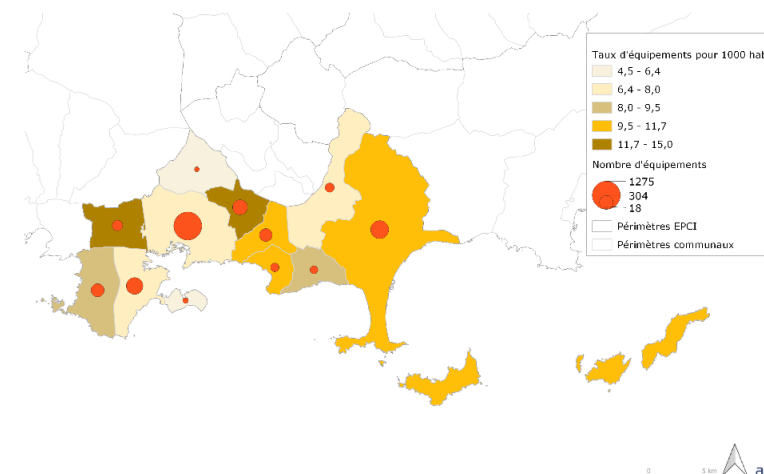 Taux d'équipements pour 1000 hab
4,5 - 6,4
6,4 - 8,0
8,0 - 9,5
9,5 - 11,7
11,7 - 15,0
Nombre d'équipements
1275
304
18
Périmètres EPCI
Périmètres communaux
0 5 km a